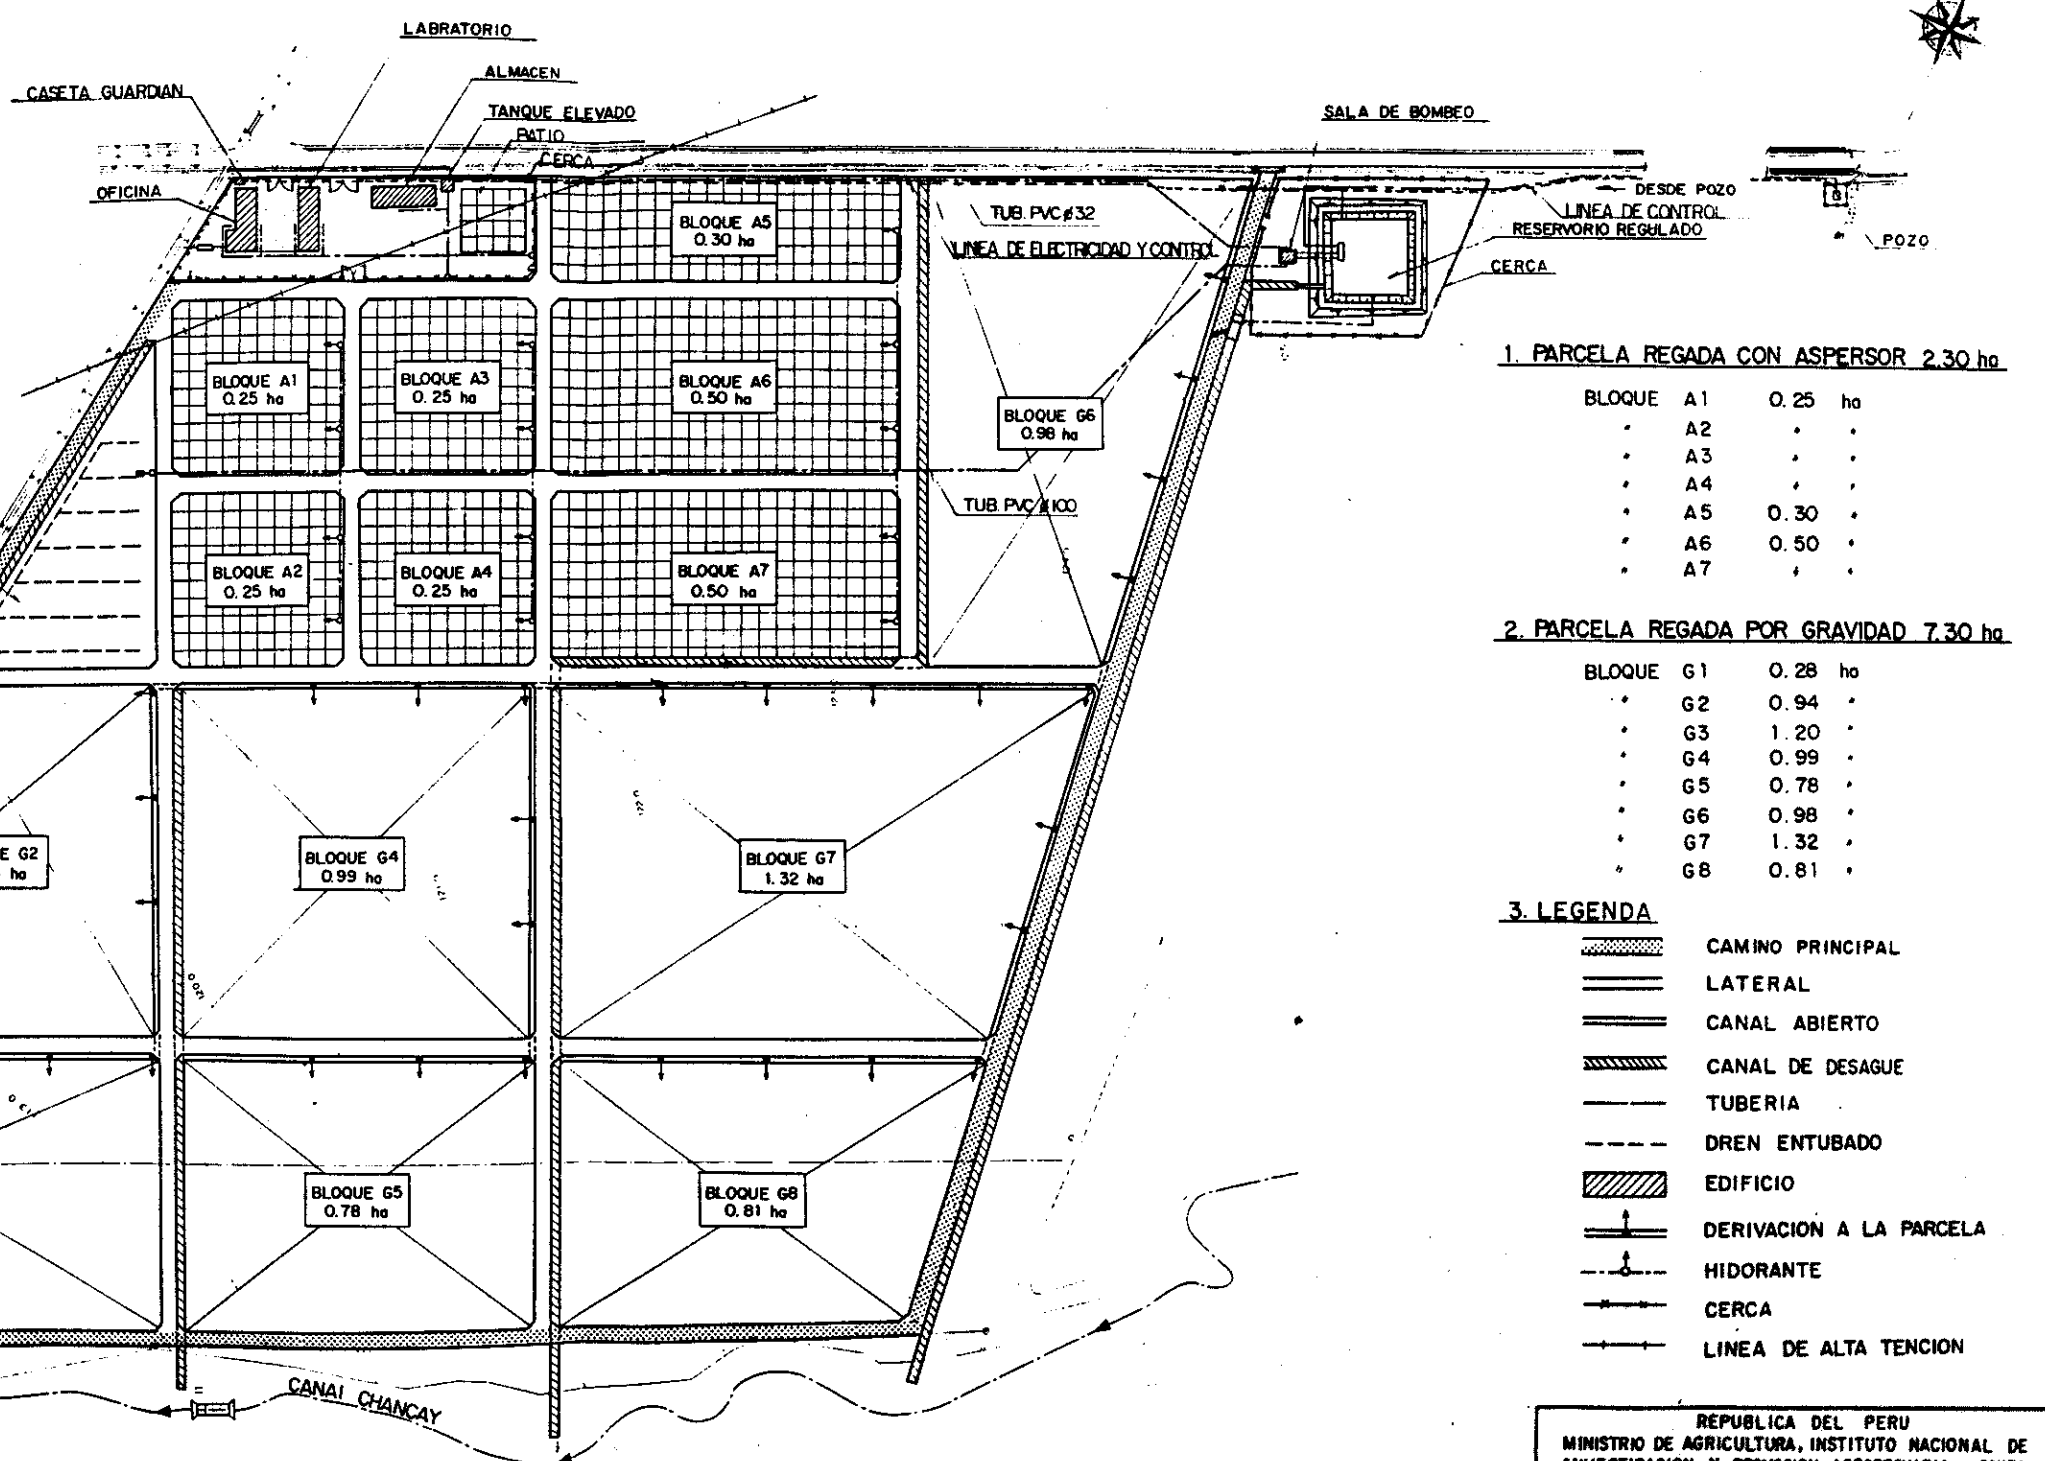 LABRATORIO
CASETA GUARDIAN
ALMACEN
TANQUE ELEVADO
PATIO
CERCA
OFICINA
SALA DE BOMBEO
DESDE POZO
LINEA DE CONTROL
RESERVORIO REGULADO
POZO
CERCA
TUB. PVC ø32
LINEA DE ELECTRICIDAD Y CONTROL
BLOQUE A5
0.30 ha
BLOQUE A1
0.25 ha
BLOQUE A3
0.25 ha
BLOQUE A6
0.50 ha
BLOQUE G6
0.98 ha
TUB. PVC ø100
BLOQUE A2
0.25 ha
BLOQUE A4
0.25 ha
BLOQUE A7
0.50 ha
E G2
ha
BLOQUE G4
0.99 ha
BLOQUE G7
1.32 ha
BLOQUE G5
0.78 ha
BLOQUE G8
0.81 ha
CANAL CHANCAY
1. PARCELA REGADA CON ASPERSOR 2.30 ha
BLOQUE A1 0.25 ha
" A2 " "
" A3 " "
" A4 " "
" A5 0.30 "
" A6 0.50 "
" A7 " "
2. PARCELA REGADA POR GRAVIDAD 7.30 ha
BLOQUE G1 0.28 ha
" G2 0.94 "
" G3 1.20 "
" G4 0.99 "
" G5 0.78 "
" G6 0.98 "
" G7 1.32 "
" G8 0.81 "
3. LEGENDA
CAMINO PRINCIPAL
LATERAL
CANAL ABIERTO
CANAL DE DESAGUE
TUBERIA
DREN ENTUBADO
EDIFICIO
DERIVACION A LA PARCELA
HIDORANTE
CERCA
LINEA DE ALTA TENCION
REPUBLICA DEL PERU
MINISTRIO DE AGRICULTURA, INSTITUTO NACIONAL DE